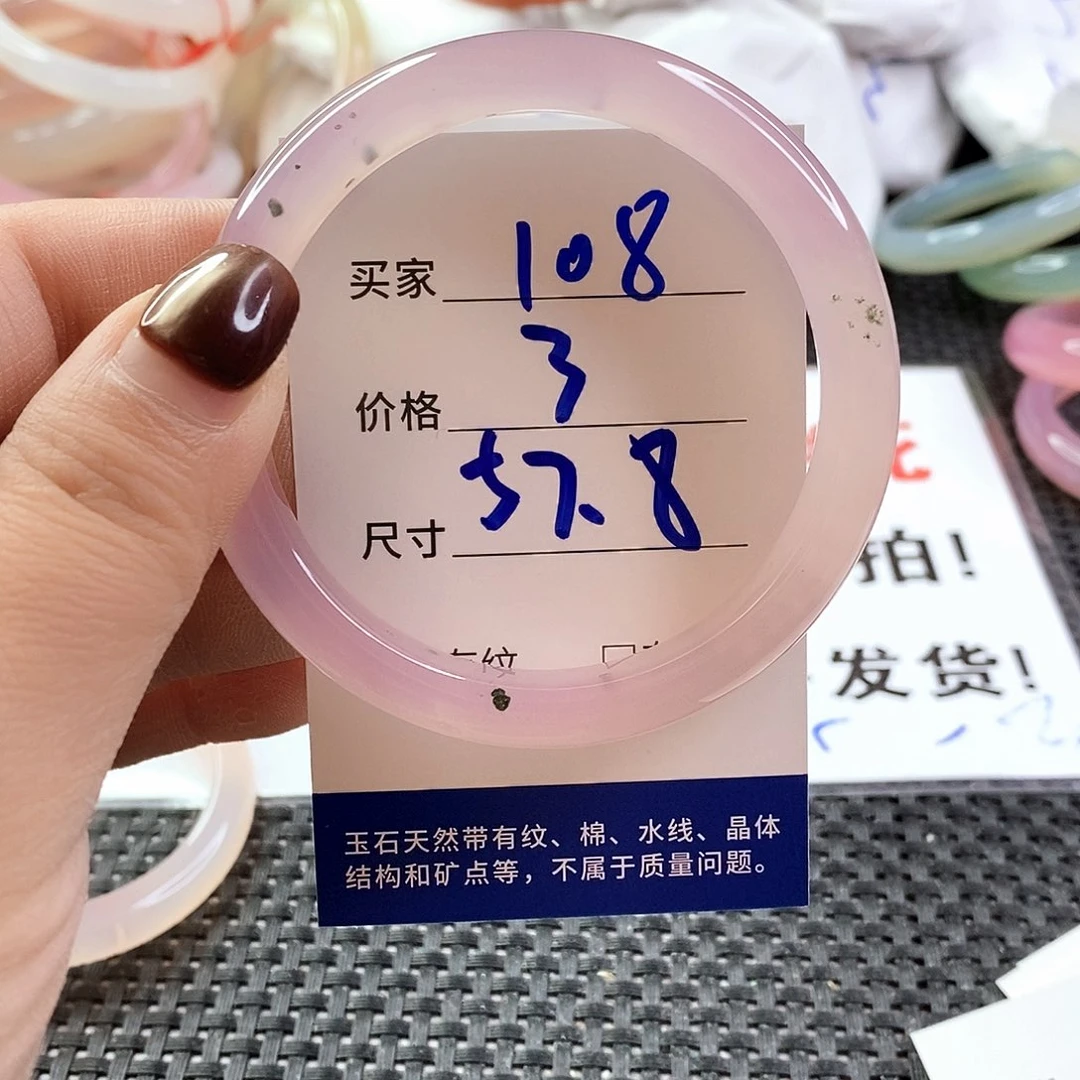 买家 108
价格 3
尺寸 57.8
有纹
玉石天然带有纹、棉、水线、晶体
结构和矿点等，不属于质量问题。
拍！
发货！